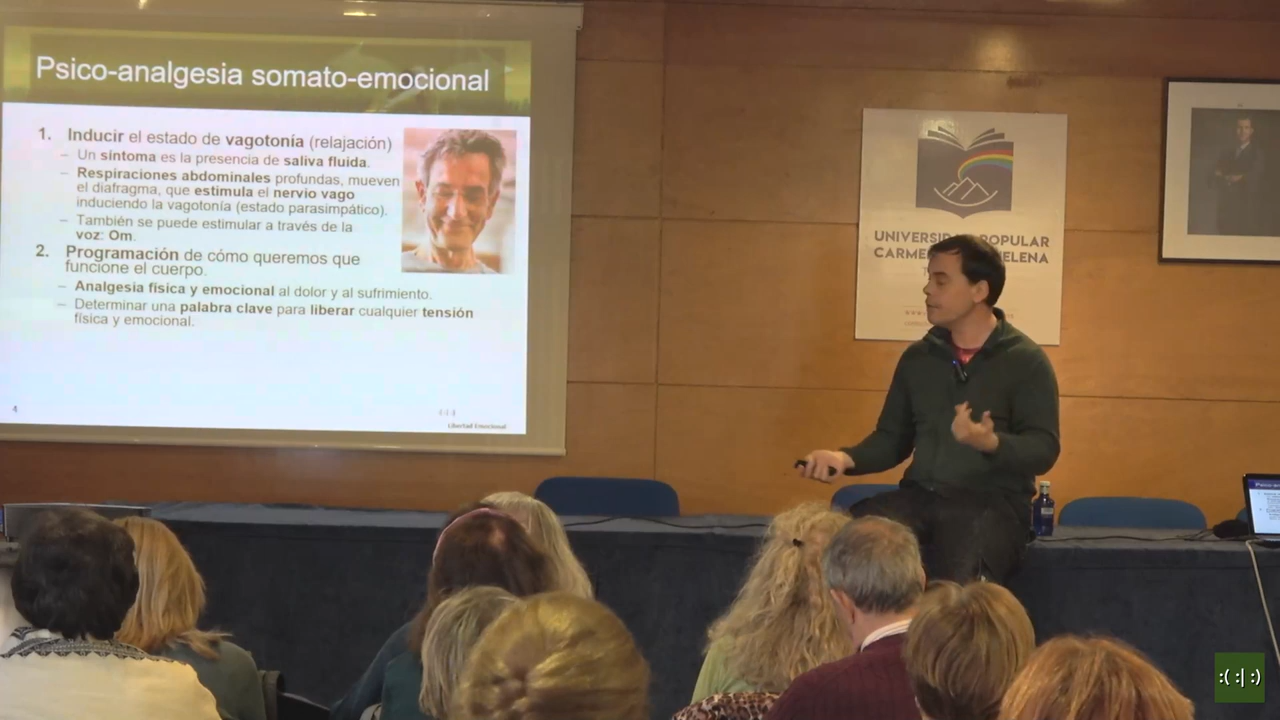 Psico-analgesia somato-emocional
1. Inducir el estado de vagotonía (relajación)
– Un síntoma es la presencia de saliva fluida.
– Respiraciones abdominales profundas, mueven
el diafragma, que estimula el nervio vago
induciendo la vagotonía (estado parasimpático).
– También se puede estimular a través de la
voz: Om.
2. Programación de cómo queremos que
funcione el cuerpo.
– Analgesia física y emocional al dolor y al sufrimiento.
– Determinar una palabra clave para liberar cualquier tensión
física y emocional.
4
Libertad Emocional
POPULAR
CARME
ELENA
:( :| :)